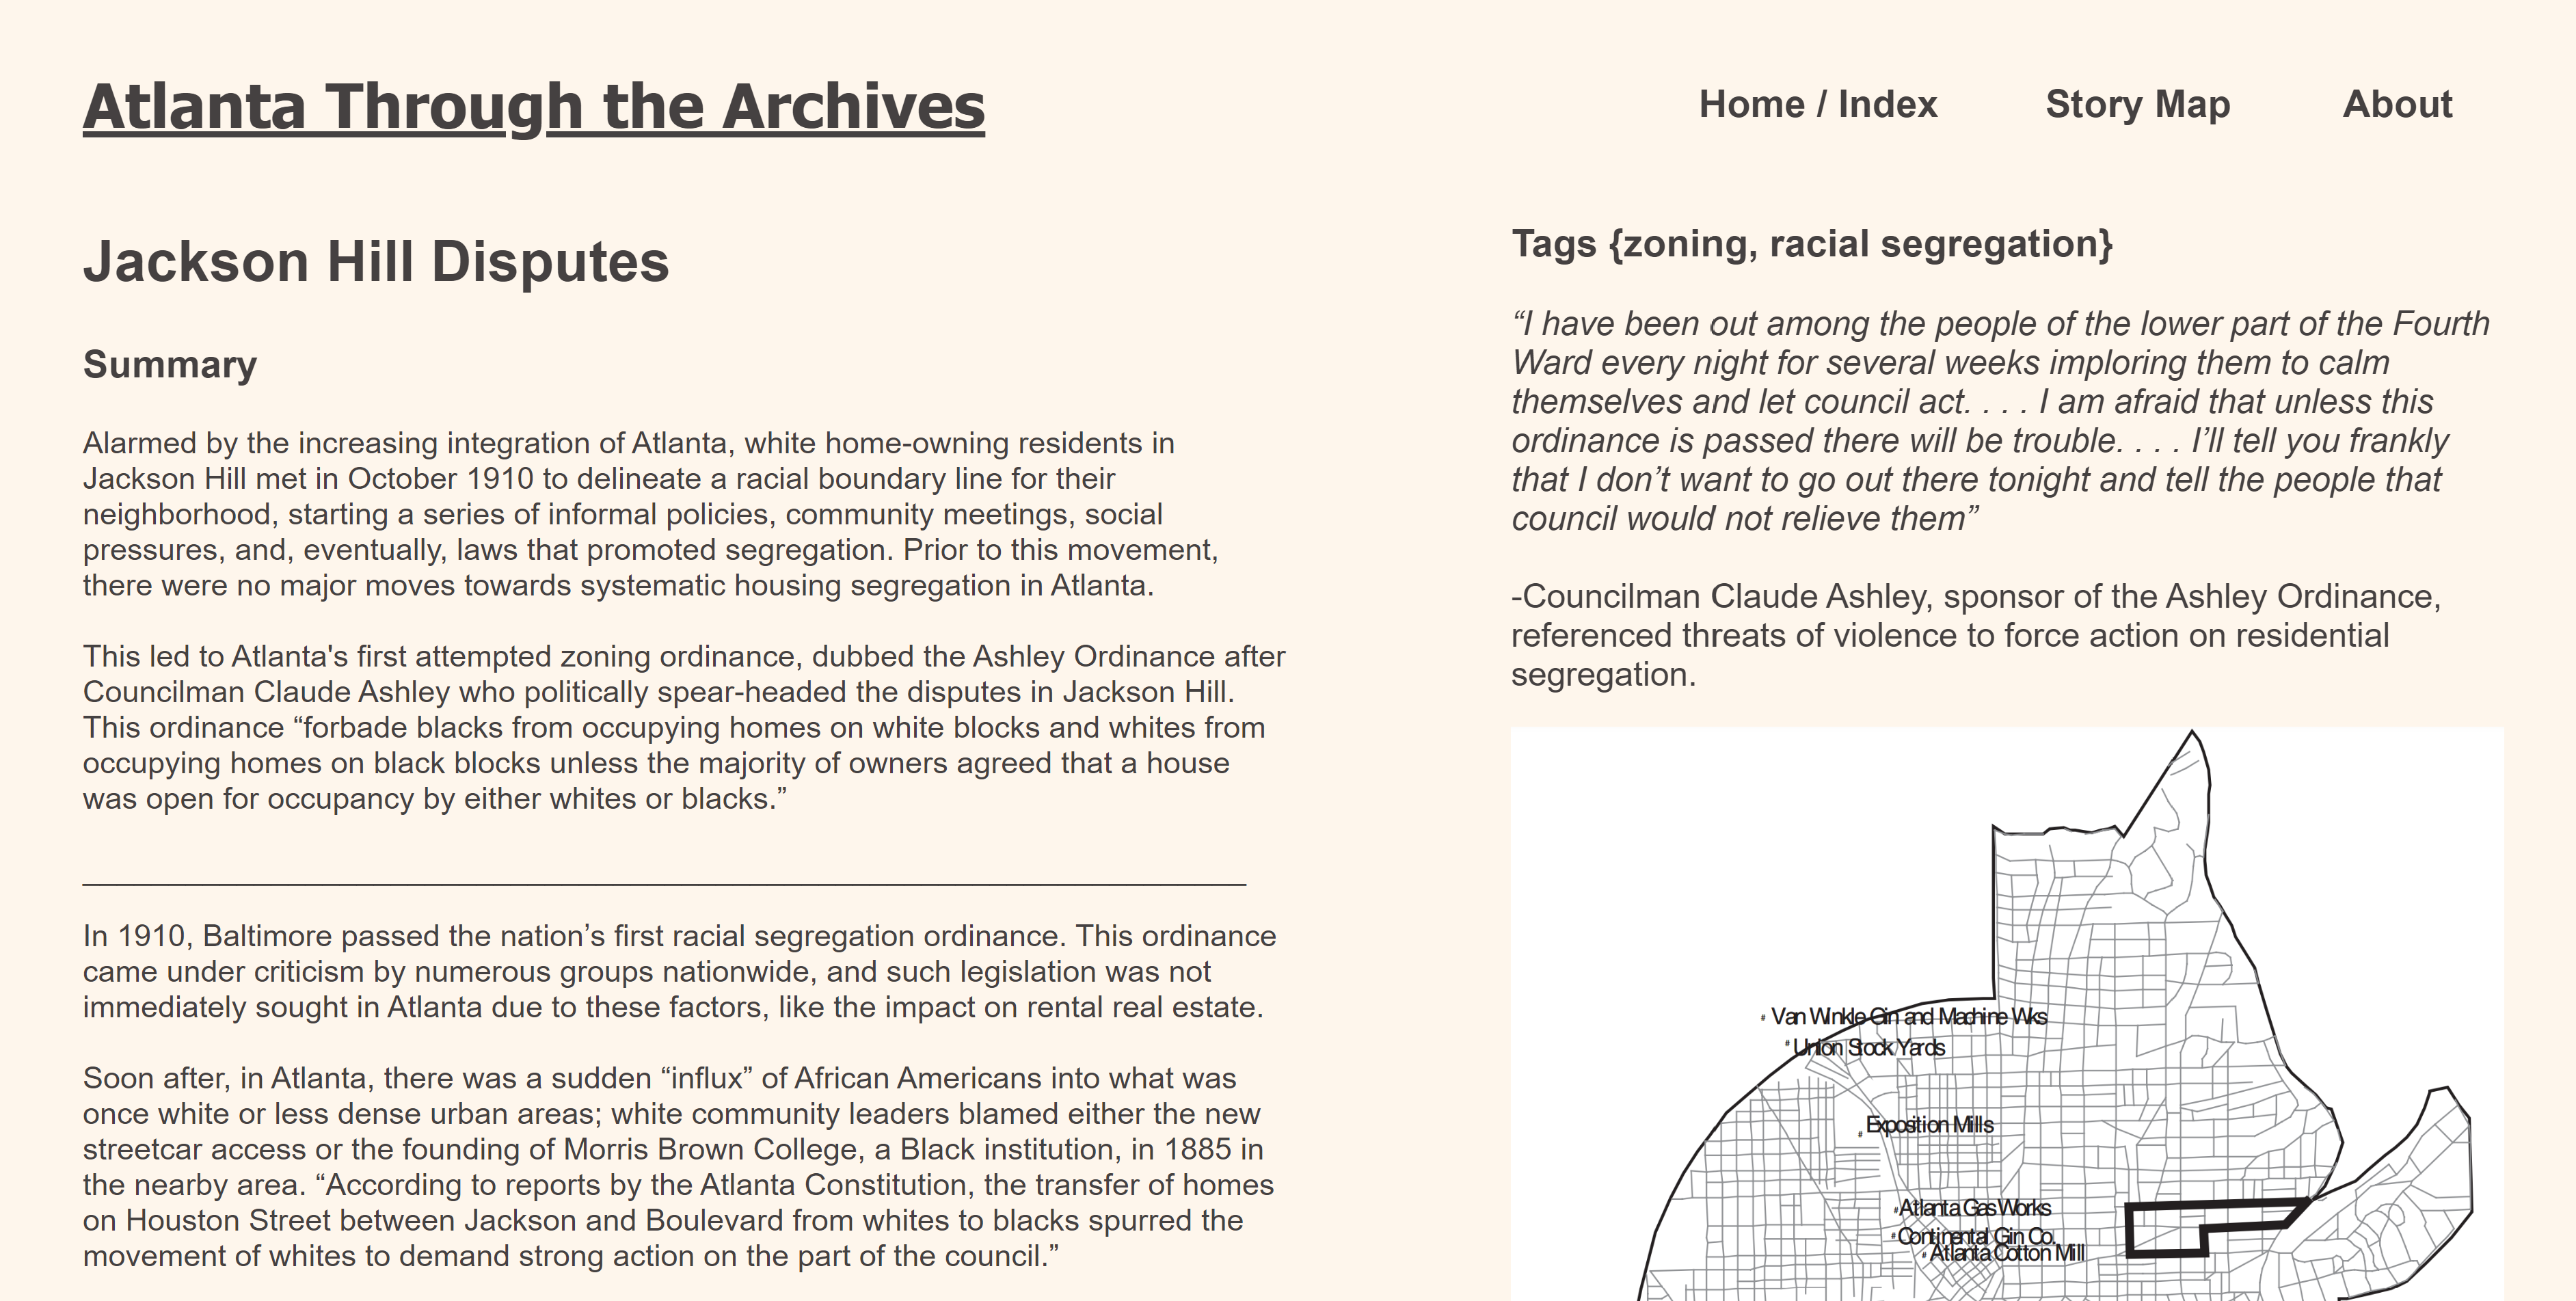 Atlanta Through the Archives
Home / Index
Story Map
About
Jackson Hill Disputes
Summary
Alarmed by the increasing integration of Atlanta, white home-owning residents in
Jackson Hill met in October 1910 to delineate a racial boundary line for their
neighborhood, starting a series of informal policies, community meetings, social
pressures, and, eventually, laws that promoted segregation. Prior to this movement,
there were no major moves towards systematic housing segregation in Atlanta.
This led to Atlanta's first attempted zoning ordinance, dubbed the Ashley Ordinance after
Councilman Claude Ashley who politically spear-headed the disputes in Jackson Hill.
This ordinance “forbade blacks from occupying homes on white blocks and whites from
occupying homes on black blocks unless the majority of owners agreed that a house
was open for occupancy by either whites or blacks.”
In 1910, Baltimore passed the nation’s first racial segregation ordinance. This ordinance
came under criticism by numerous groups nationwide, and such legislation was not
immediately sought in Atlanta due to these factors, like the impact on rental real estate.
Soon after, in Atlanta, there was a sudden “influx” of African Americans into what was
once white or less dense urban areas; white community leaders blamed either the new
streetcar access or the founding of Morris Brown College, a Black institution, in 1885 in
the nearby area. “According to reports by the Atlanta Constitution, the transfer of homes
on Houston Street between Jackson and Boulevard from whites to blacks spurred the
movement of whites to demand strong action on the part of the council.”
Tags {zoning, racial segregation}
“I have been out among the people of the lower part of the Fourth
Ward every night for several weeks imploring them to calm
themselves and let council act. . . . I am afraid that unless this
ordinance is passed there will be trouble. . . . I’ll tell you frankly
that I don’t want to go out there tonight and tell the people that
council would not relieve them”
-Councilman Claude Ashley, sponsor of the Ashley Ordinance,
referenced threats of violence to force action on residential
segregation.
# Van Winkle Gin and Machine Wks
# Union Stock Yards
# Exposition Mills
# Atlanta Gas Works
# Continental Gin Co.
# Atlanta Cotton Mill